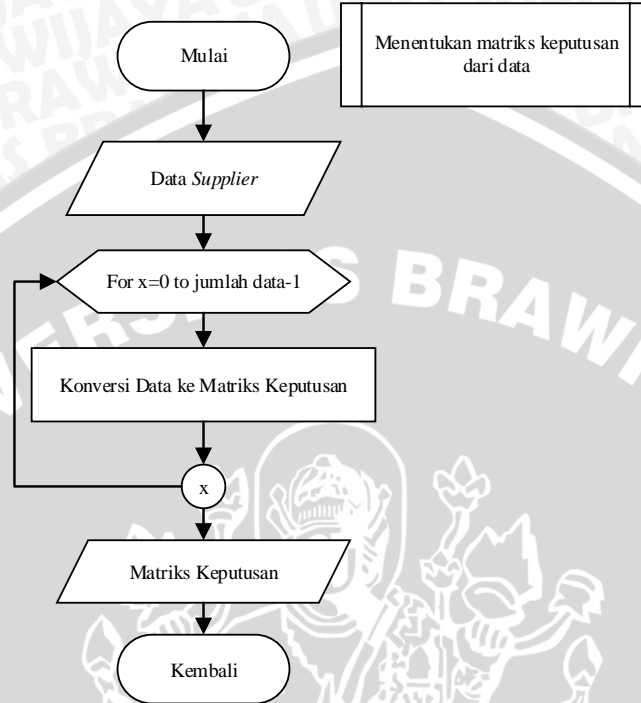 Mulai
Menentukan matriks keputusan
dari data
Data Supplier
For x=0 to jumlah data-1
Konversi Data ke Matriks Keputusan
x
Matriks Keputusan
Kembali
BRAWI